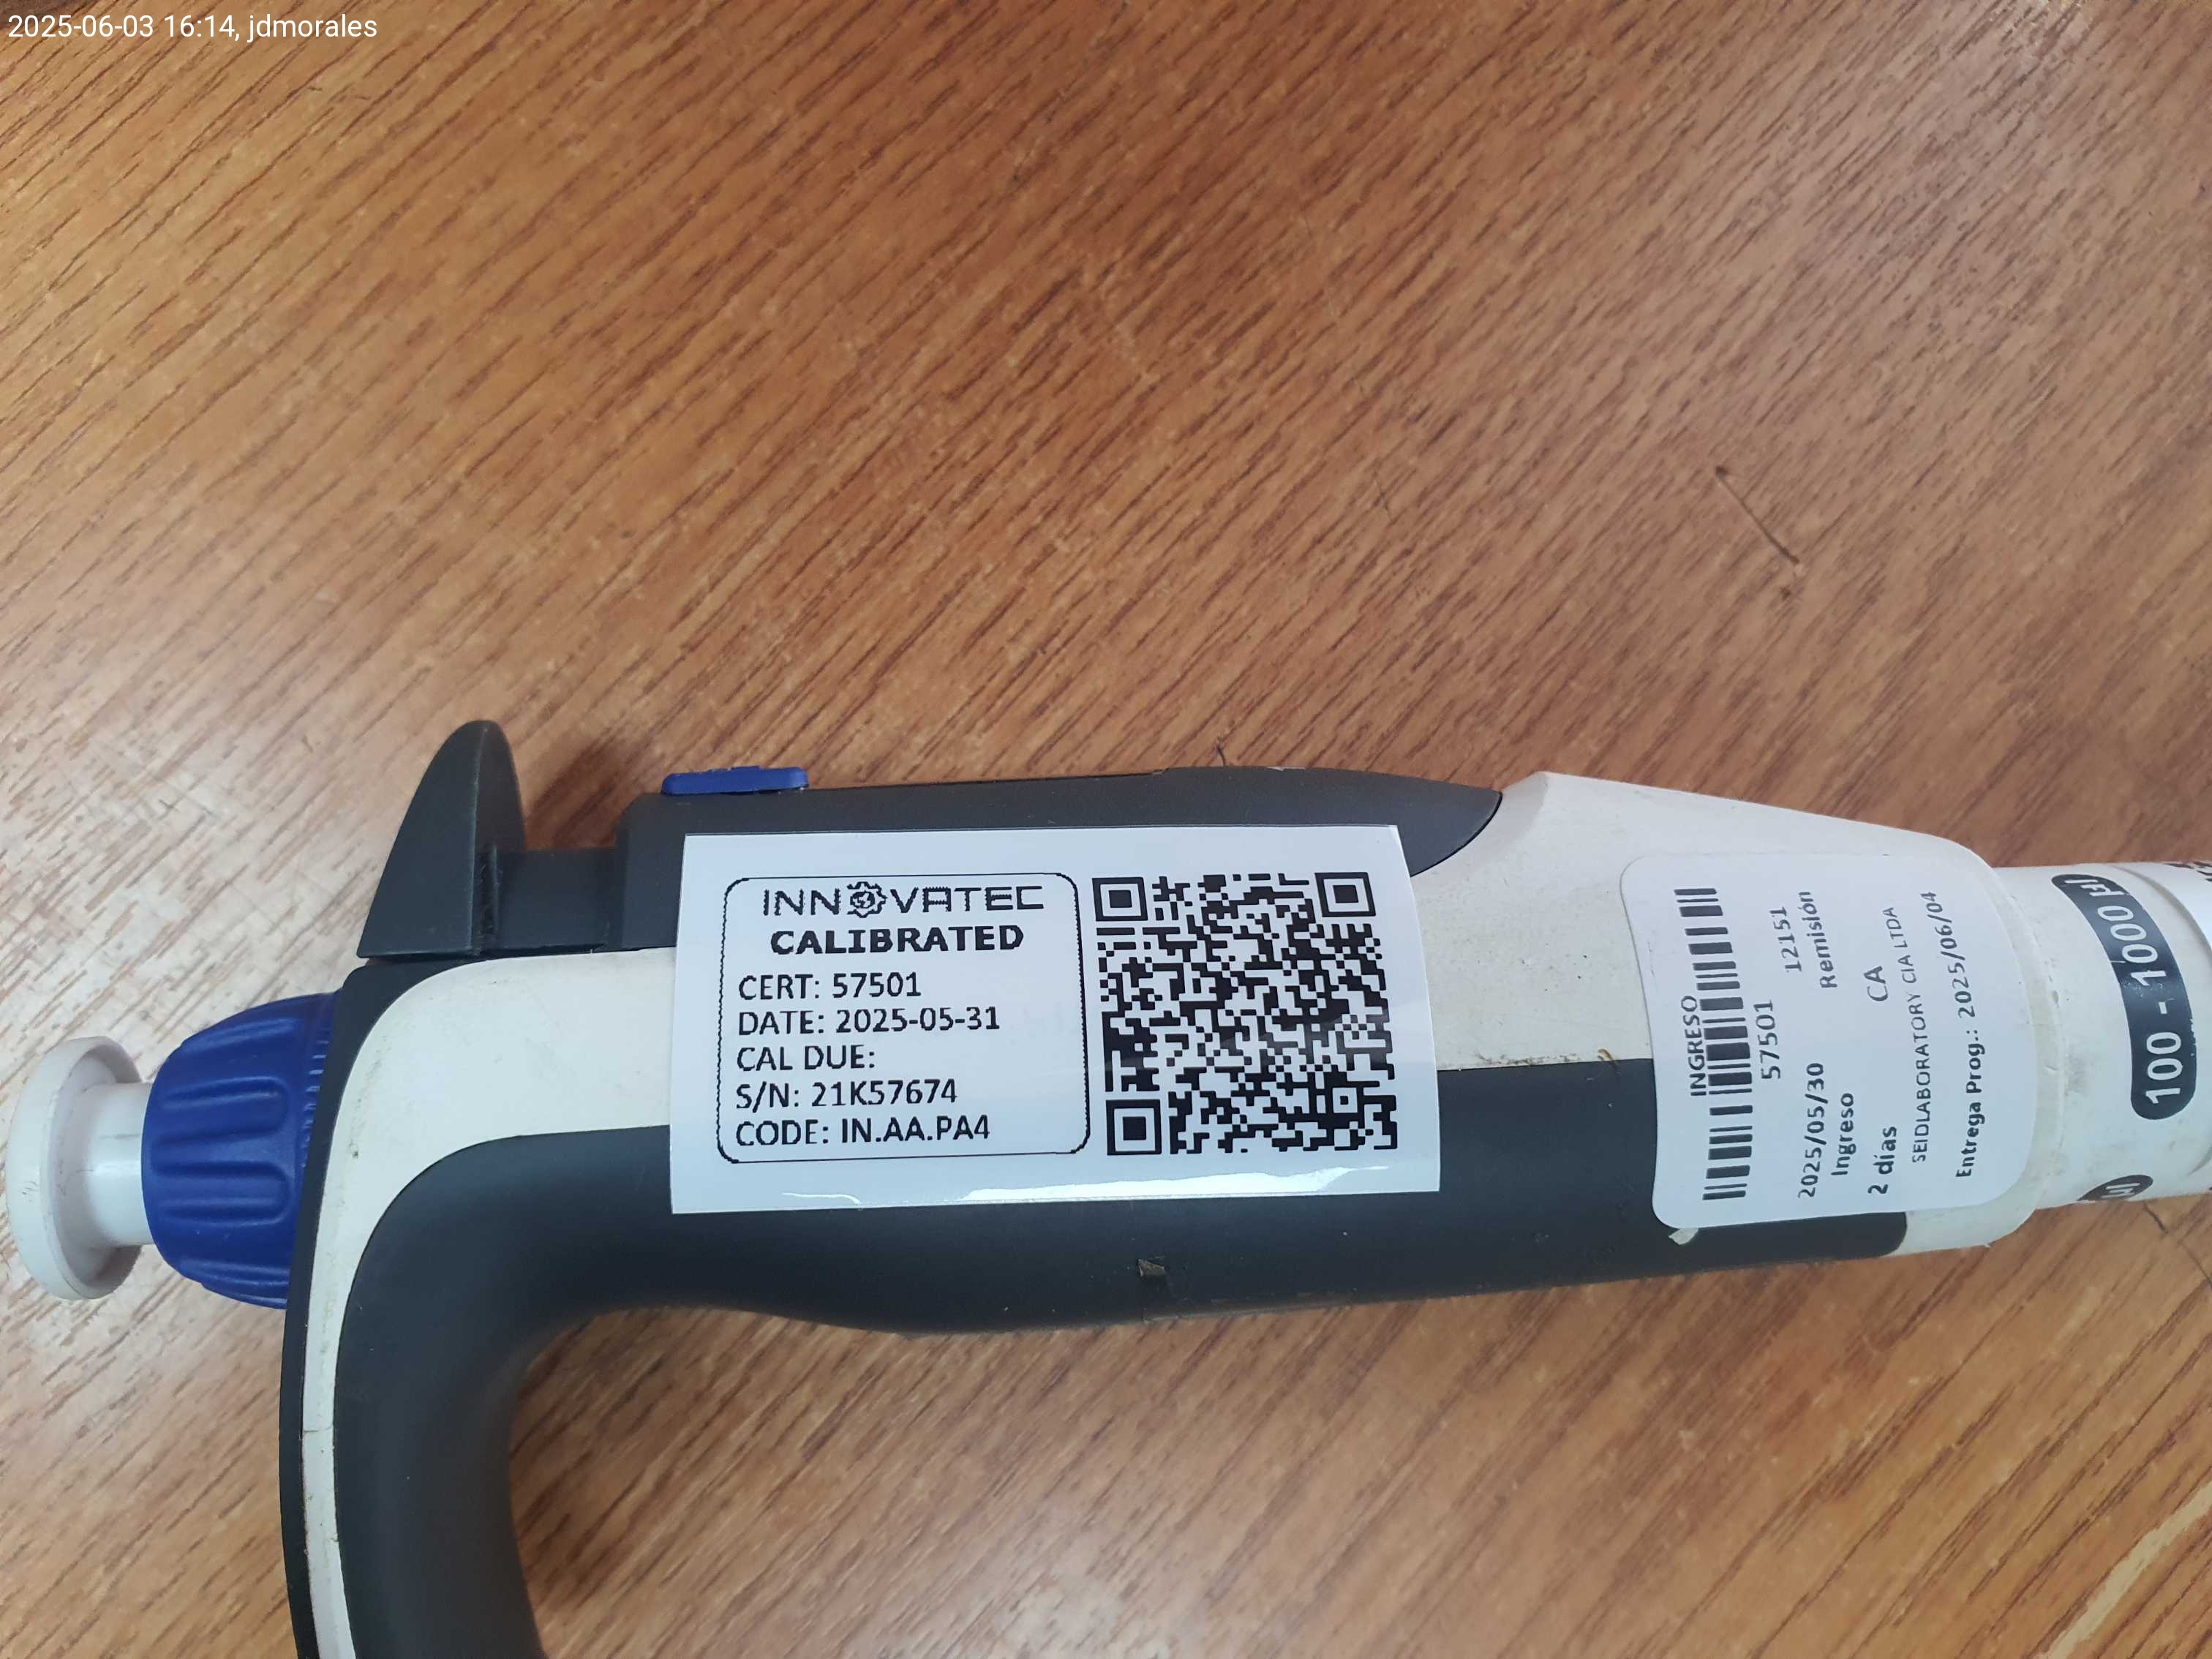 2025-06-03 16:14, jdmorales
INNOVATEC
CALIBRATED
CERT: 57501
DATE: 2025-05-31
CAL DUE:
S/N: 21K57674
CODE: IN.AA.PA4
INGRESO
57501
2025/05/30 12151
Ingreso Remisión
2 días CA
SEIDLABORATORY CIA LTDA
Entrega Prog.: 2025/06/04
100 - 1000 µl